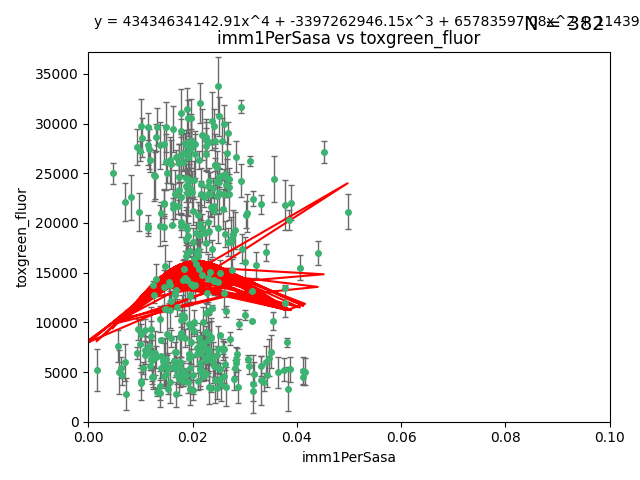 y = 43434634142.91x^4 + -3397262946.15x^3 + 65783597
N = 382
imm1PerSasa vs toxgreen_fluor
toxgreen_fluor
35000
30000
25000
20000
15000
10000
5000
0
0.00 0.02 0.04 0.06 0.08 0.10
imm1PerSasa